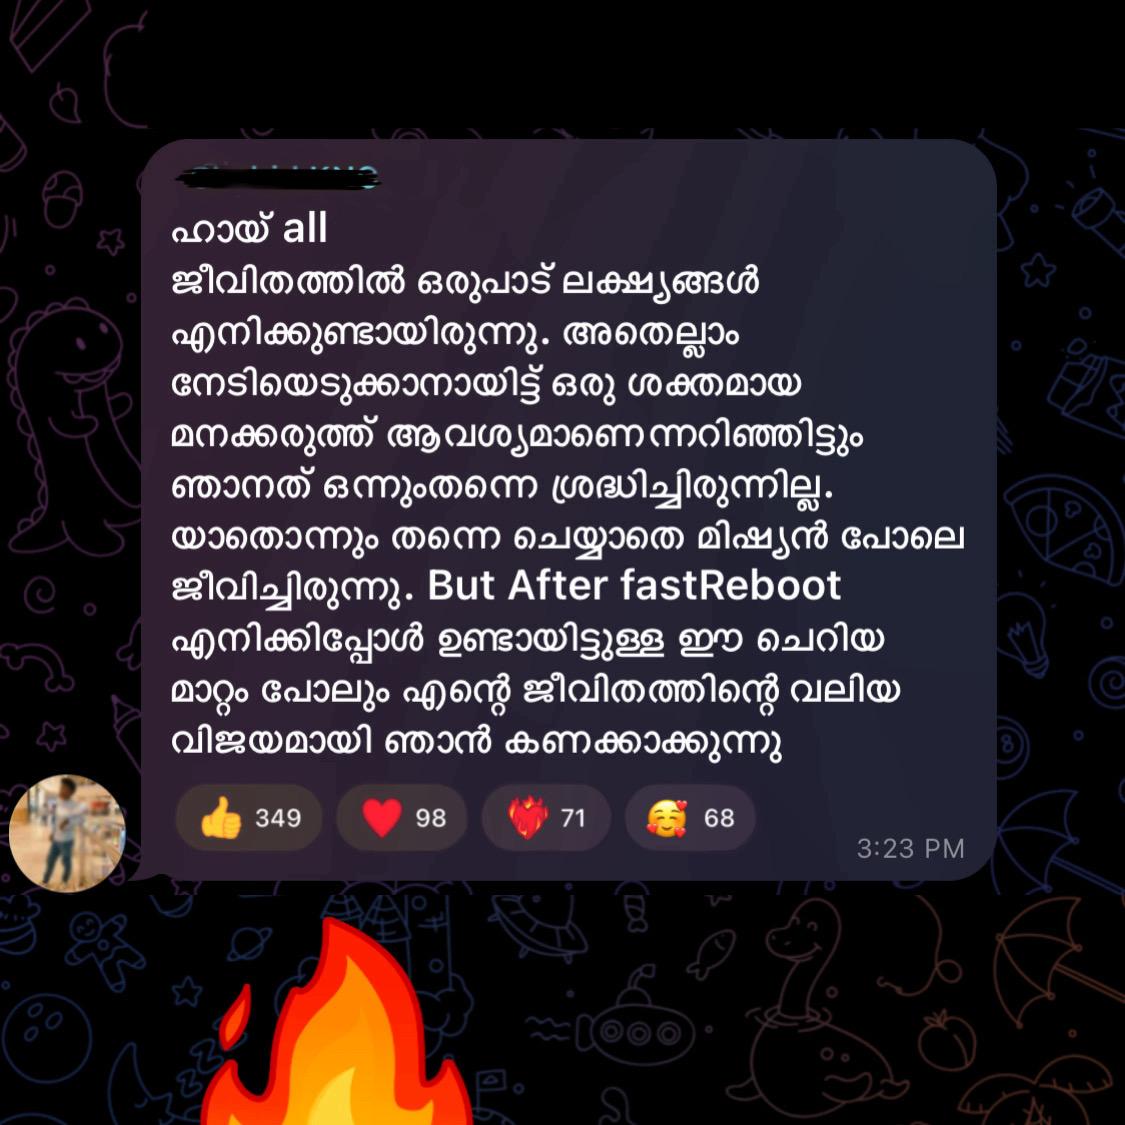 ഹായ് all
ജീവിതത്തിൽ ഒരുപാട് ലക്ഷ്യങ്ങൾ
എനിക്കുണ്ടായിരുന്നു. അതെല്ലാം
നേടിയെടുക്കാനായിട്ട് ഒരു ശക്തമായ
മനക്കരുത്ത് ആവശ്യമാണെന്നറിഞ്ഞിട്ടും
ഞാനത് ഒന്നുംതന്നെ ശ്രദ്ധിച്ചിരുന്നില്ല.
യാതൊന്നും തന്നെ ചെയ്യാതെ മിഷ്യൻ പോലെ
ജീവിച്ചിരുന്നു. But After fastReboot
എനിക്കിപ്പോൾ ഉണ്ടായിട്ടുള്ള ഈ ചെറിയ
മാറ്റം പോലും എന്റെ ജീവിതത്തിന്റെ വലിയ
വിജയമായി ഞാൻ കണക്കാക്കുന്നു
349 98 71 68
3:23 PM